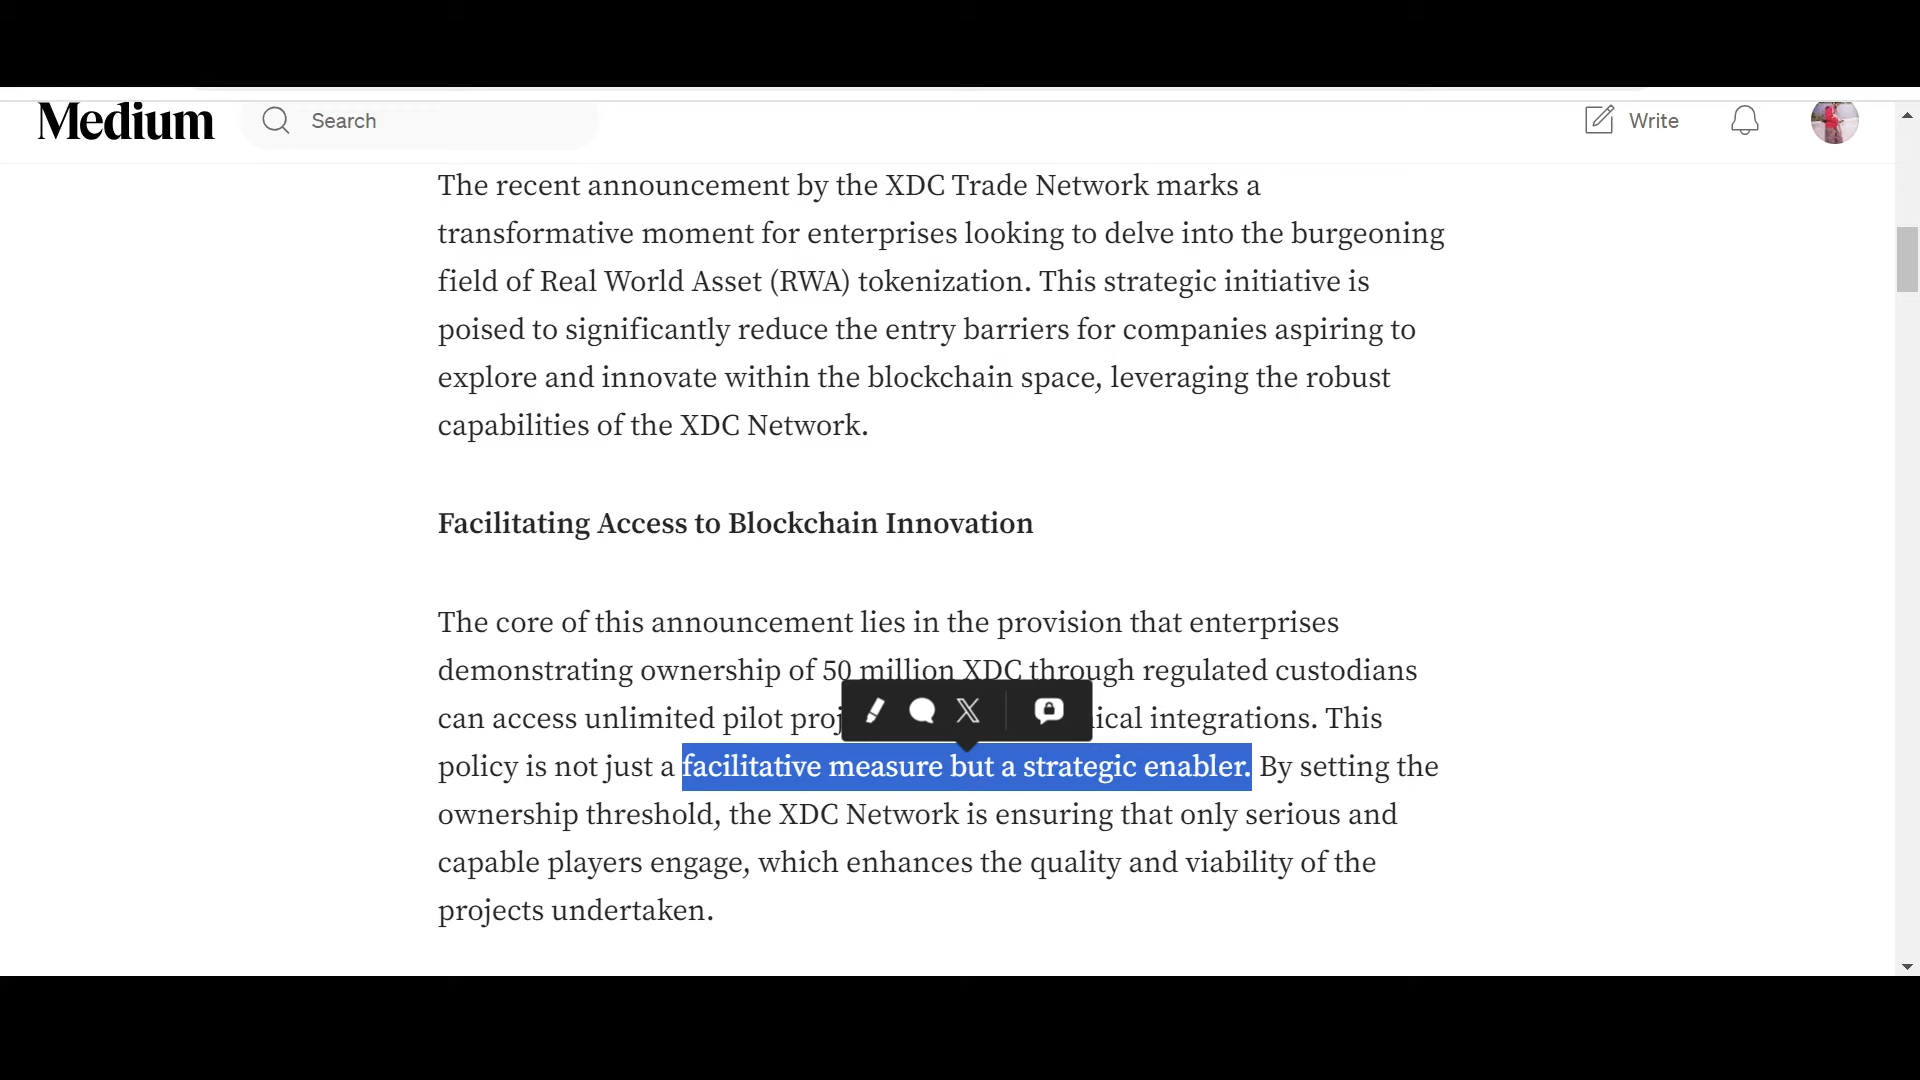 Medium
Search
Write
The recent announcement by the XDC Trade Network marks a
transformative moment for enterprises looking to delve into the burgeoning
field of Real World Asset (RWA) tokenization. This strategic initiative is
poised to significantly reduce the entry barriers for companies aspiring to
explore and innovate within the blockchain space, leveraging the robust
capabilities of the XDC Network.
Facilitating Access to Blockchain Innovation
The core of this announcement lies in the provision that enterprises
demonstrating ownership of 50 million XDC through regulated custodians
can access unlimited pilot integrations. This
policy is not just a facilitative measure but a strategic enabler. By setting the
ownership threshold, the XDC Network is ensuring that only serious and
capable players engage, which enhances the quality and viability of the
projects undertaken.